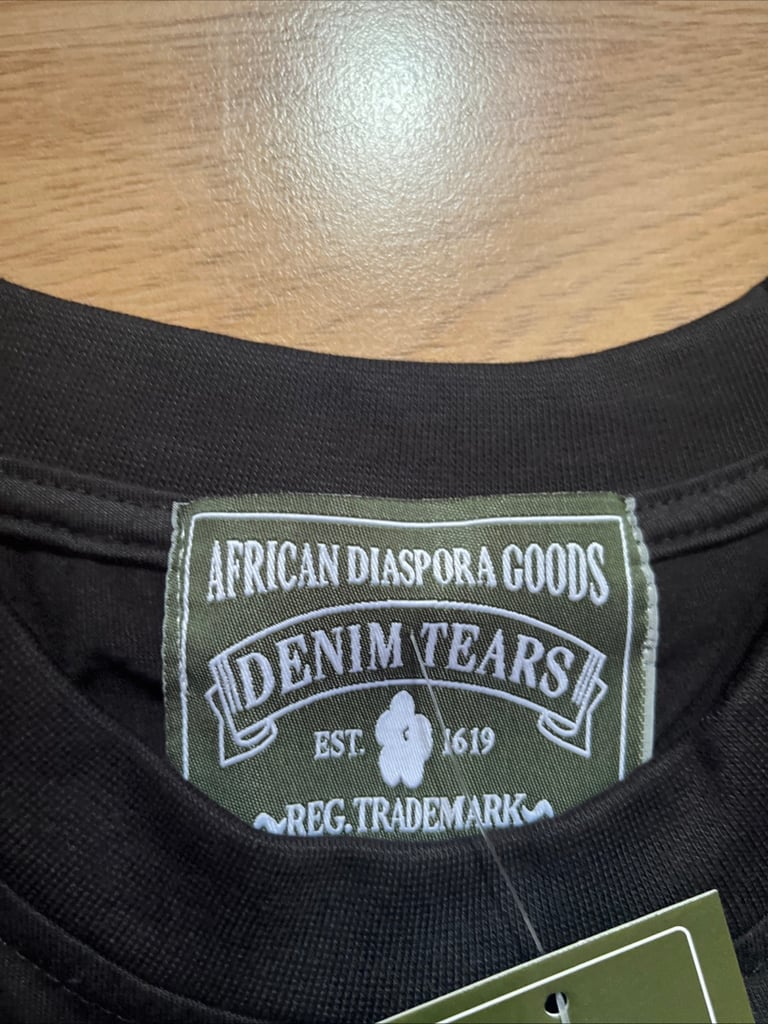 AFRICAN DIASPORA GOODS
DENIM TEARS
EST. 1619
REG. TRADEMARK